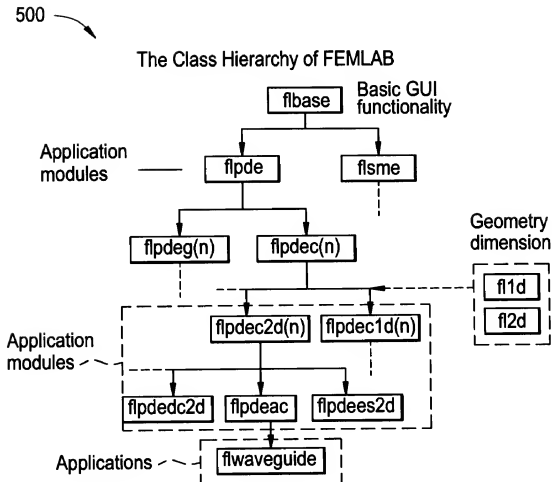 500
The Class Hierarchy of FEMLAB
flbase
Basic GUI
functionality
Application
modules
flpde
flsme
flpdeg(n)
flpdec(n)
Geometry
dimension
fl1d
fl2d
flpdec2d(n)
flpdec1d(n)
Application
modules
flpdedc2d
flpdeac
flpdees2d
Applications
flwaveguide